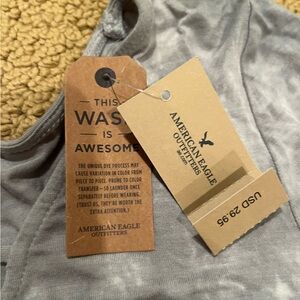 THIS
WASH
IS
AWESOME
THE UNIQUE DYE PROCESS MAY
CAUSE VARIATION IN COLOR FROM
PIECE TO PIECE. PRONE TO COLOR
TRANSFER—SO LAUNDER ONCE
SEPARATELY BEFORE WEARING.
(TRUST US, THEY'RE WORTH THE
EXTRA ATTENTION.)
AMERICAN EAGLE
OUTFITTERS
AMERICAN EAGLE
OUTFITTERS
ae.com
USD 29.95